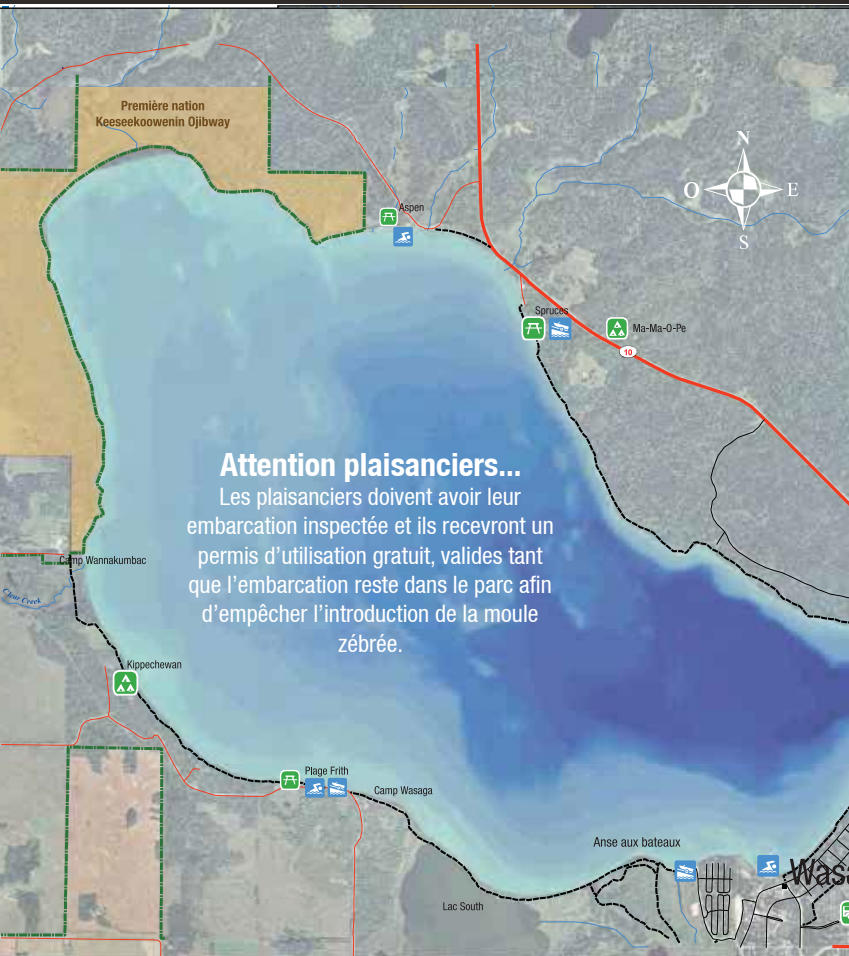 Première nation
Keeseekoowenin Ojibway
N
O
E
S
Aspen
Spruces
Ma-Ma-O-Pe
10
Attention plaisanciers...
Les plaisanciers doivent avoir leur
embarcation inspectée et ils recevront un
permis d'utilisation gratuit, valides tant
que l'embarcation reste dans le parc afin
d'empêcher l'introduction de la moule
zébrée.
Camp Wannakumbac
Clear Creek
Kippechewan
Plage Frith
Camp Wasaga
Anse aux bateaux
Wasa
Lac South